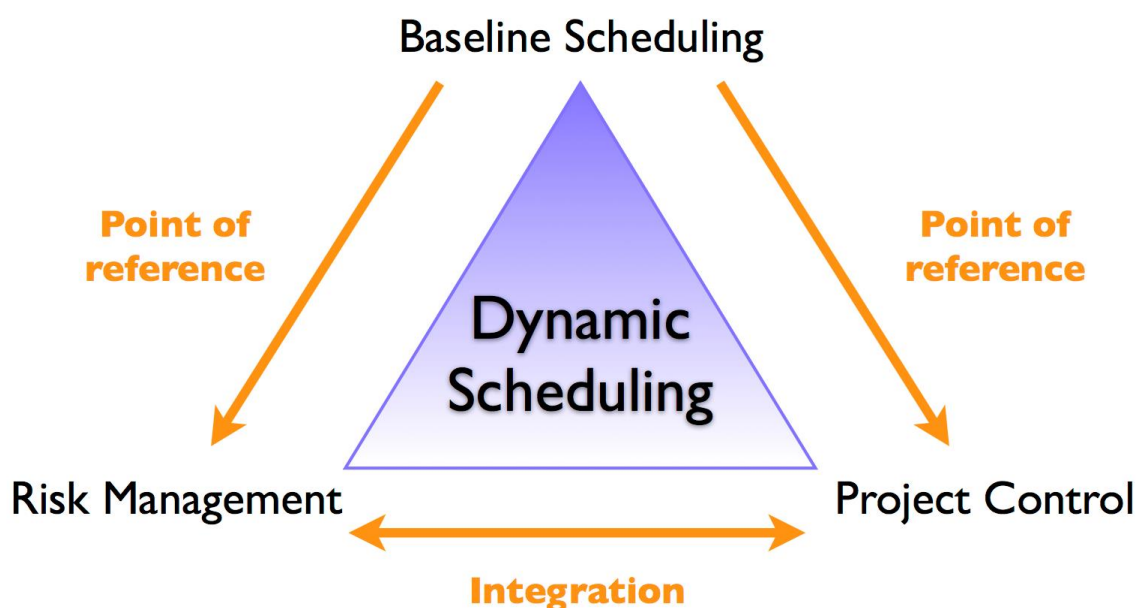 Baseline Scheduling
Point of
reference
Point of
reference
Dynamic
Scheduling
Risk Management
Project Control
Integration